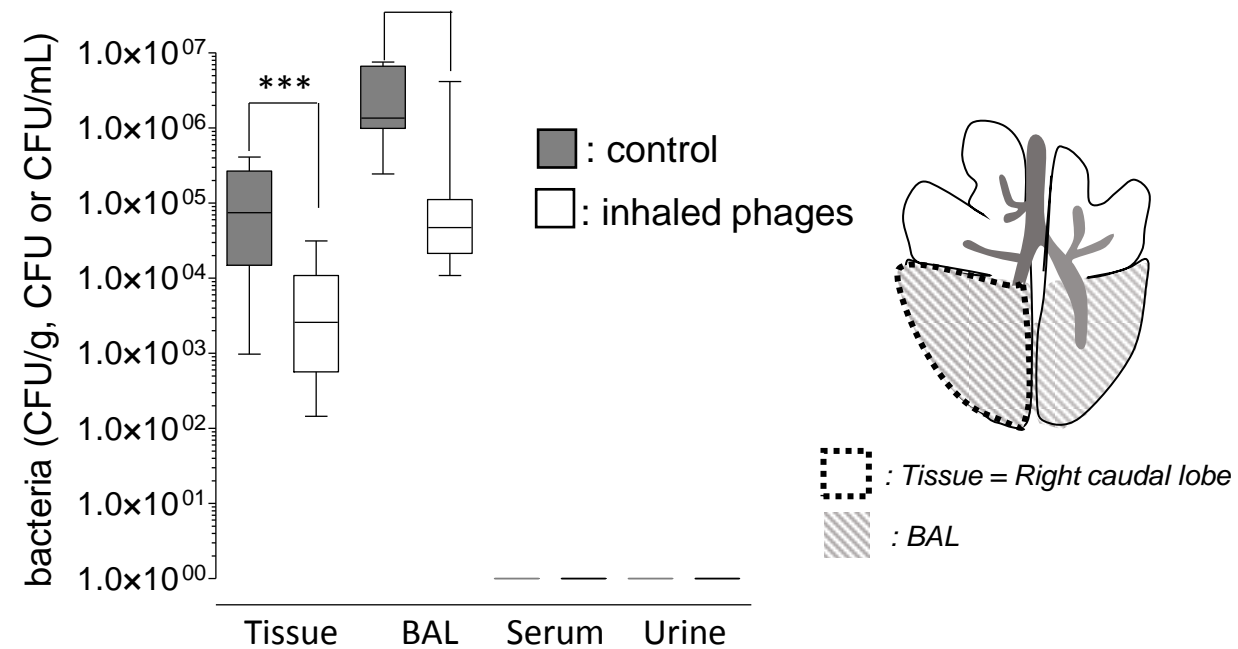 bacteria (CFU/g, CFU or CFU/mL)
1.0×10⁰⁷
1.0×10⁰⁶
1.0×10⁰⁵
1.0×10⁰⁴
1.0×10⁰³
1.0×10⁰²
1.0×10⁰¹
1.0×10⁰⁰
***
: control
: inhaled phages
Tissue BAL Serum Urine
: Tissue = Right caudal lobe
: BAL